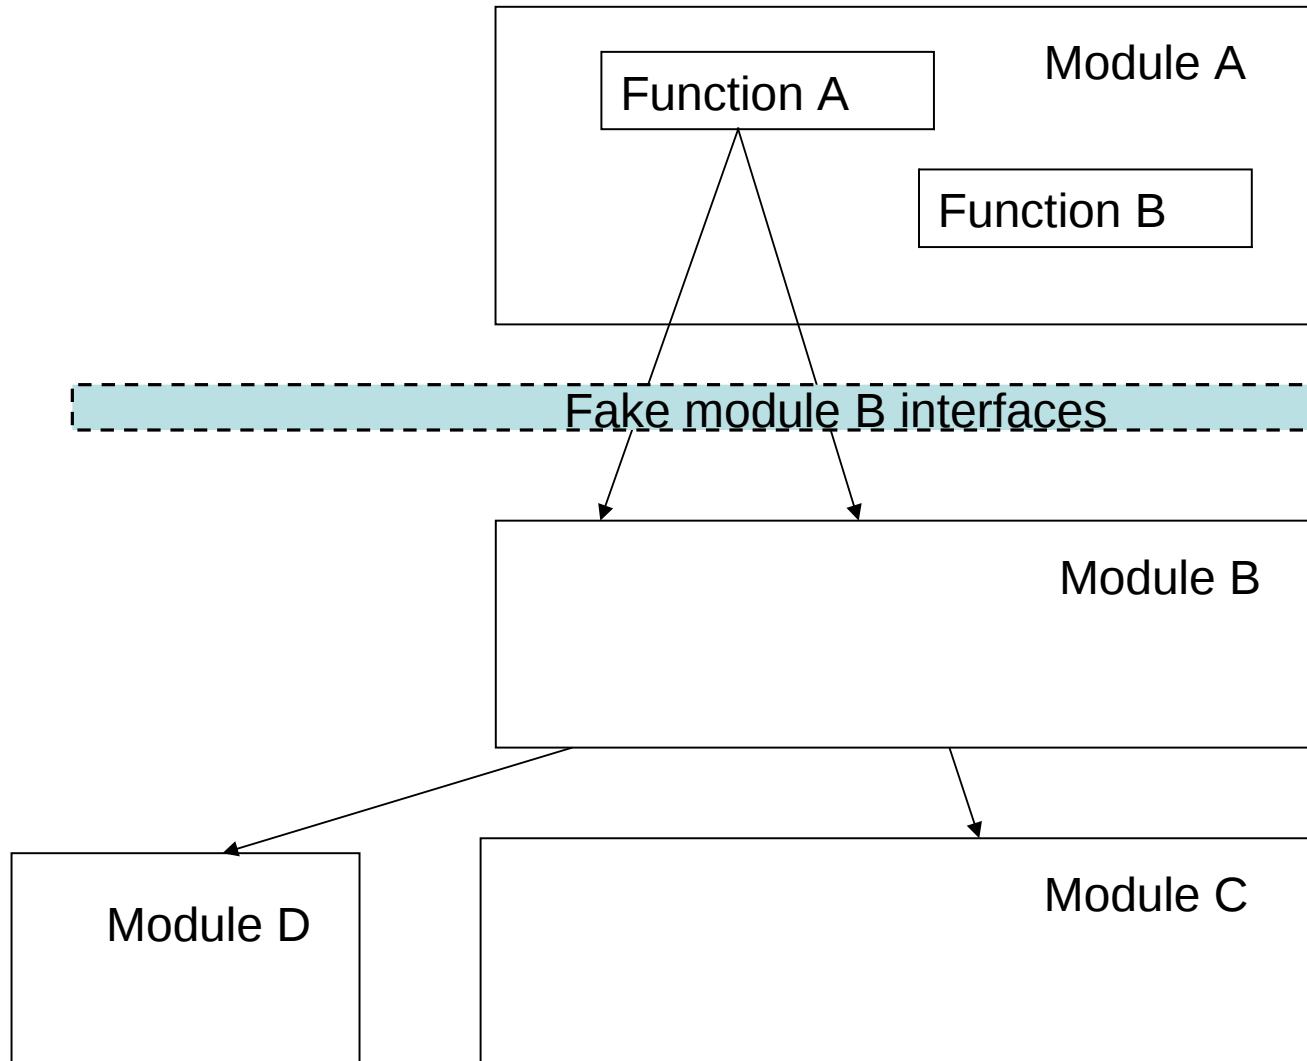 Module A
Function A
Function B
Fake module B interfaces
Module B
Module C
Module D